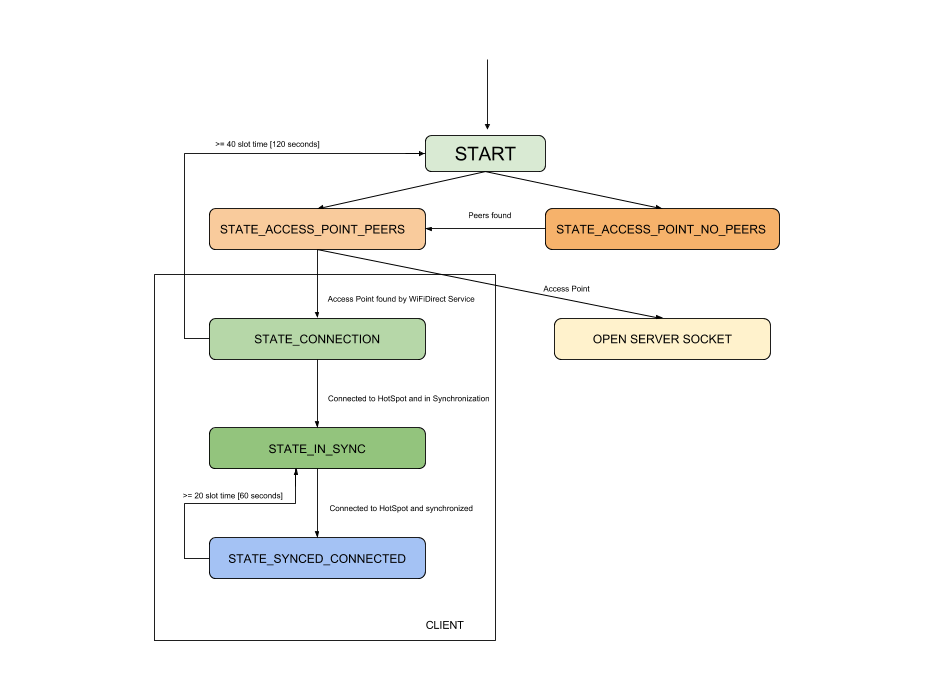 >= 40 slot time [120 seconds]
START
Peers found
STATE_ACCESS_POINT_PEERS
STATE_ACCESS_POINT_NO_PEERS
Access Point
Access Point found by WiFiDirect Service
STATE_CONNECTION
OPEN SERVER SOCKET
Connected to HotSpot and in Synchronization
STATE_IN_SYNC
>= 20 slot time [60 seconds]
Connected to HotSpot and synchronized
STATE_SYNCED_CONNECTED
CLIENT